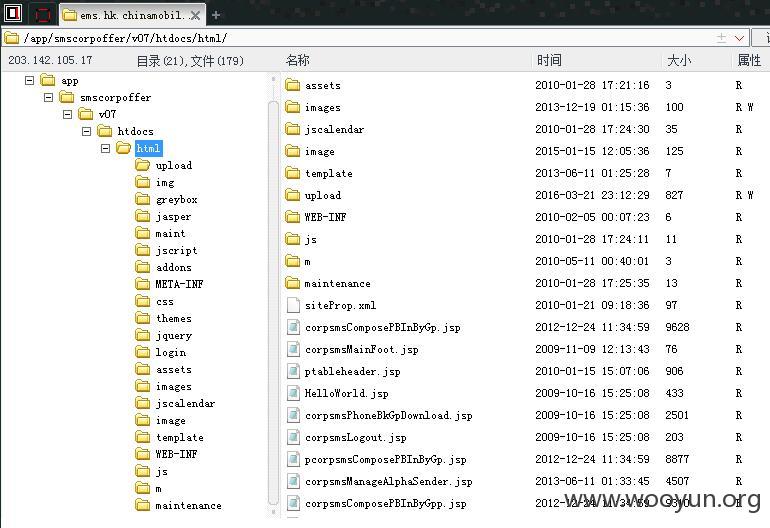 ems.hk.chinamobil...
/app/smscorpoffer/v07/htdocs/html/
203.142.105.17 目录(21),文件(179) 名称 时间 大小 属性
app
smscorpoffer
v07
htdocs
html
upload
img
greybox
jasper
maint
jscript
addons
META-INF
css
themes
jquery
login
assets
images
jscalendar
image
template
WEB-INF
js
m
maintenance
assets 2010-01-28 17:21:16 3 R
images 2013-12-19 01:15:36 100 R W
jscalendar 2010-01-28 17:24:30 35 R
image 2015-01-15 12:05:36 125 R
template 2013-06-11 01:25:28 7 R
upload 2016-03-21 23:12:29 827 R W
WEB-INF 2010-02-05 00:07:23 6 R
js 2010-01-28 17:24:11 11 R
m 2010-05-11 00:40:01 3 R
maintenance 2010-01-28 17:25:35 13 R
siteProp.xml 2010-01-21 09:18:36 97 R
corpsmsComposePBInByGp.jsp 2012-12-24 11:34:59 9628 R
corpsmsMainFoot.jsp 2009-11-09 12:13:43 76 R
ptableheader.jsp 2010-01-15 15:07:06 906 R
HelloWorld.jsp 2009-10-16 15:25:08 433 R
corpsmsPhoneBkGpDownload.jsp 2009-10-16 15:25:08 2501 R
corpsmsLogout.jsp 2009-10-16 15:25:08 203 R
pcorpsmsComposePBInByGp.jsp 2012-12-24 11:34:59 8877 R
corpsmsManageAlphaSender.jsp 2013-06-11 01:33:45 4507 R
corpsmsComposePBInByGpp.jsp 2012-12-24 11:34:59 R
www.wooyun.org